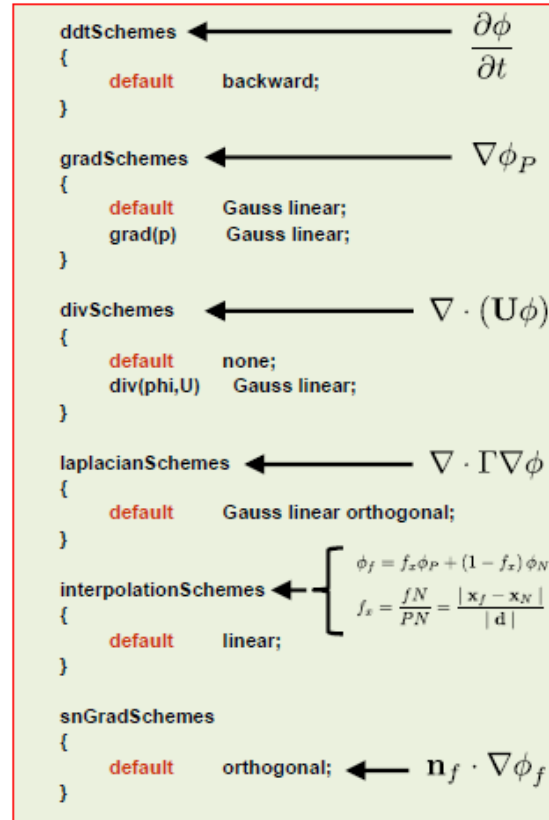 ddtSchemes ∂ϕ/∂t
{
default backward;
}
gradSchemes ∇ϕ_P
{
default Gauss linear;
grad(p) Gauss linear;
}
divSchemes ∇ · (Uϕ)
{
default none;
div(phi,U) Gauss linear;
}
laplacianSchemes ∇ · Γ∇ϕ
{
default Gauss linear orthogonal;
}
ϕ_f = f_xϕ_P + (1 − f_x) ϕ_N
interpolationSchemes
f_x = fN/PN = | x_f − x_N | / | d |
{
default linear;
}
snGradSchemes
{
default orthogonal; n_f · ∇ϕ_f
}